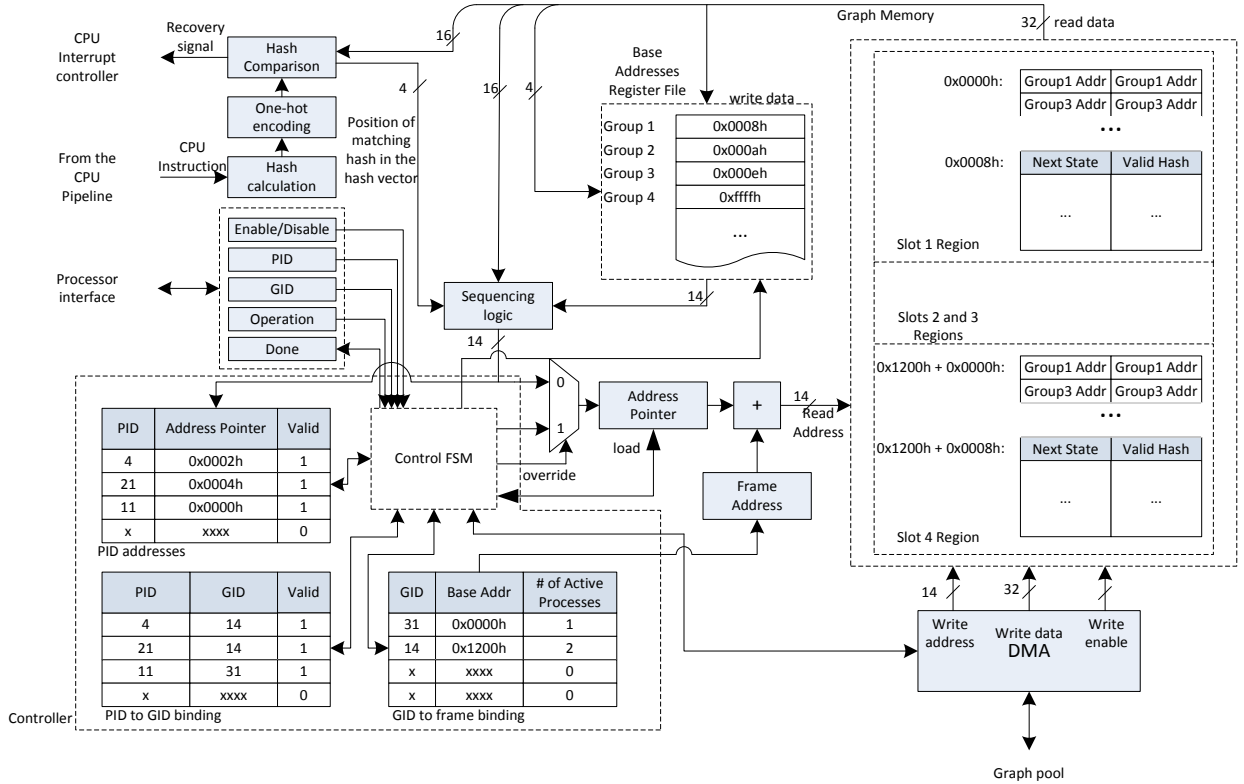 Graph Memory
32
read data
CPU
Interrupt
controller
Recovery
signal
Hash
Comparison
16
4
16
4
One-hot
encoding
Position of
matching
hash in the
hash vector
From the
CPU
Pipeline
CPU
Instruction
Hash
calculation
Base
Addresses
Register File
write data
Group 1 0x0008h
Group 2 0x000ah
Group 3 0x000eh
Group 4 0xffffh
...
0x0000h: Group1 Addr Group1 Addr
Group3 Addr Group3 Addr
...
0x0008h: Next State Valid Hash
... ...
Slot 1 Region
Slots 2 and 3
Regions
0x1200h + 0x0000h: Group1 Addr Group1 Addr
Group3 Addr Group3 Addr
...
0x1200h + 0x0008h: Next State Valid Hash
... ...
Slot 4 Region
Processor
interface
Enable/Disable
PID
GID
Operation
Done
Sequencing
logic
14
14
0
1
override
Address
Pointer
load
+
14
Read
Address
Frame
Address
Control FSM
PID Address Pointer Valid
4 0x0002h 1
21 0x0004h 1
11 0x0000h 1
x xxxx 0
PID addresses
PID GID Valid
4 14 1
21 14 1
11 31 1
x xxxx 0
PID to GID binding
GID Base Addr # of Active
Processes
31 0x0000h 1
14 0x1200h 2
x xxxx 0
x xxxx 0
GID to frame binding
Controller
14
32
Write
address
Write data
Write
enable
DMA
Graph pool